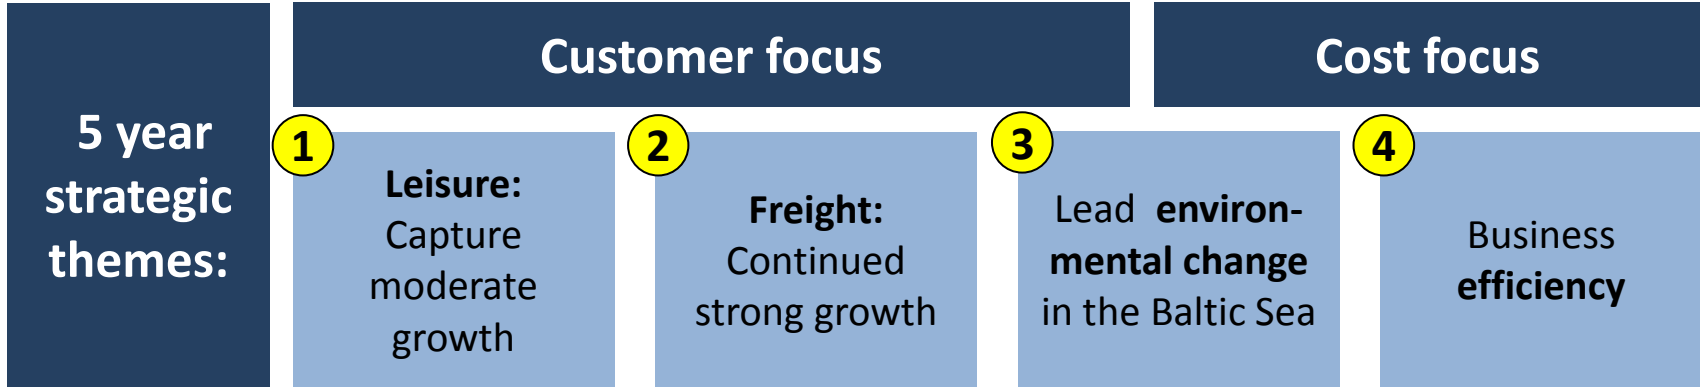 5 year
strategic
themes:
Customer focus
Cost focus
1
Leisure:
Capture
moderate
growth
2
Freight:
Continued
strong growth
3
Lead environ-
mental change
in the Baltic Sea
4
Business
efficiency